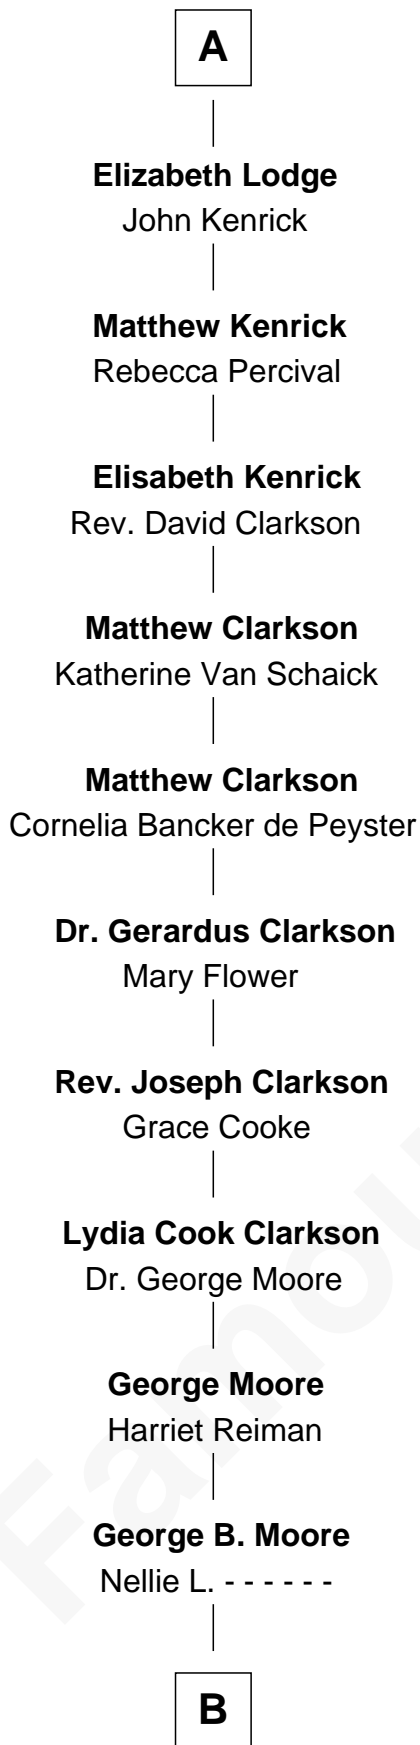 A
Elizabeth Lodge
John Kenrick
Matthew Kenrick
Rebecca Percival
Elisabeth Kenrick
Rev. David Clarkson
Matthew Clarkson
Katherine Van Schaick
Matthew Clarkson
Cornelia Bancker de Peyster
Dr. Gerardus Clarkson
Mary Flower
Rev. Joseph Clarkson
Grace Cooke
Lydia Cook Clarkson
Dr. George Moore
George Moore
Harriet Reiman
George B. Moore
Nellie L. - - - - - -
B
Famou